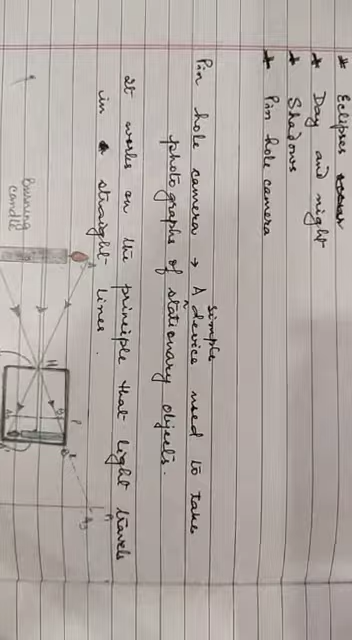 * Eclipses
* Day and night
* Shadows
* Pin hole camera
Pin hole camera → A simple device used to take
photographs of stationary objects.
It works on the principle that light travels
in a straight lines.
Burning
candle
A
H
P